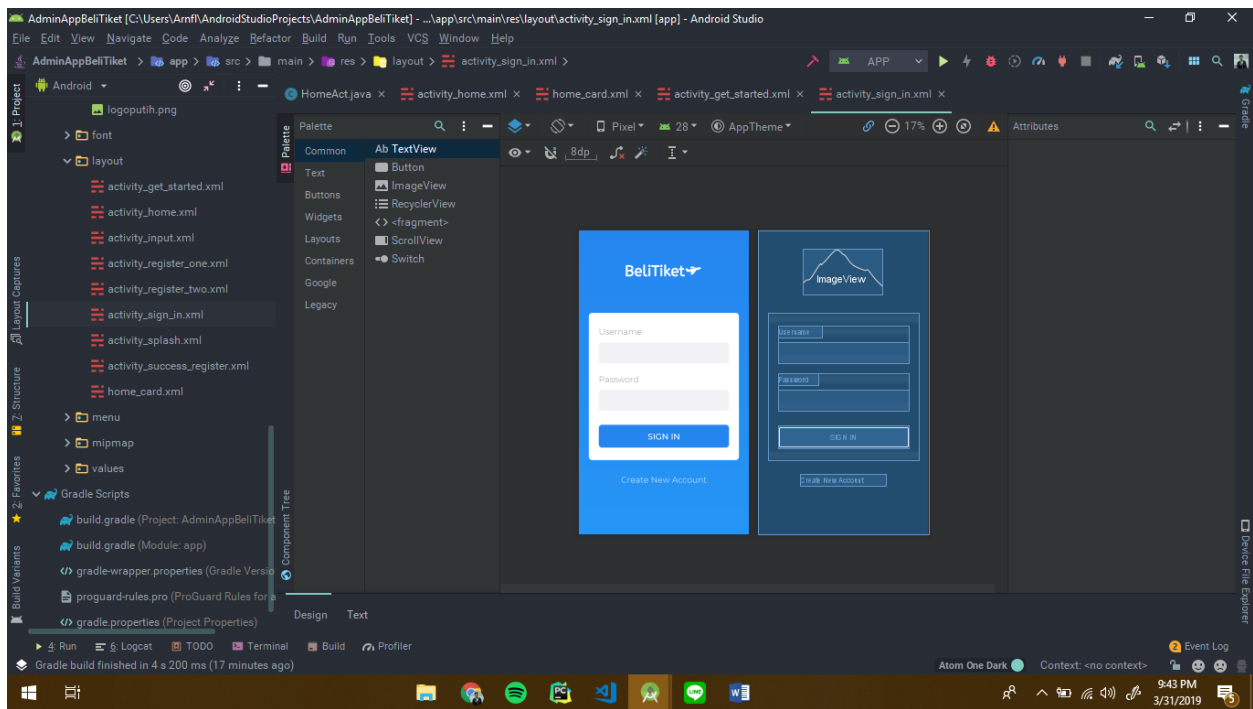 AdminAppBeliTiket [C:\Users\Arnfl\AndroidStudioProjects\AdminAppBeliTiket] - ...\app\src\main\res\layout\activity_sign_in.xml [app] - Android Studio
File Edit View Navigate Code Analyze Refactor Build Run Tools VCS Window Help
AdminAppBeliTiket app src main res layout activity_sign_in.xml
APP
1: Project
Android
HomeAct.java activity_home.xml home_card.xml activity_get_started.xml activity_sign_in.xml
Gradle
logoputih.png
font
layout
activity_get_started.xml
activity_home.xml
activity_input.xml
activity_register_one.xml
activity_register_two.xml
activity_sign_in.xml
activity_splash.xml
activity_success_register.xml
home_card.xml
menu
mipmap
values
Gradle Scripts
build.gradle (Project: AdminAppBeliTiket
build.gradle (Module: app)
gradle-wrapper.properties (Gradle Versio
proguard-rules.pro (ProGuard Rules for a
gradle.properties (Project Properties)
Layout Captures
7: Structure
2: Favorites
Build Variants
Palette
Palette
Common
Text
Buttons
Widgets
Layouts
Containers
Google
Legacy
Ab TextView
Button
ImageView
RecyclerView
<fragment>
ScrollView
Switch
Component Tree
Pixel 28 AppTheme 17%
8dp
Attributes
BeliTiket
Username
Password
SIGN IN
Create New Account
ImageView
Username
Password
SIGN IN
Create New Account
Device File Explorer
Design Text
4: Run 6: Logcat TODO Terminal Build Profiler
2 Event Log
Gradle build finished in 4 s 200 ms (17 minutes ago)
Atom One Dark Context: <no context>
PC
LINE
W
9:43 PM
3/31/2019
5